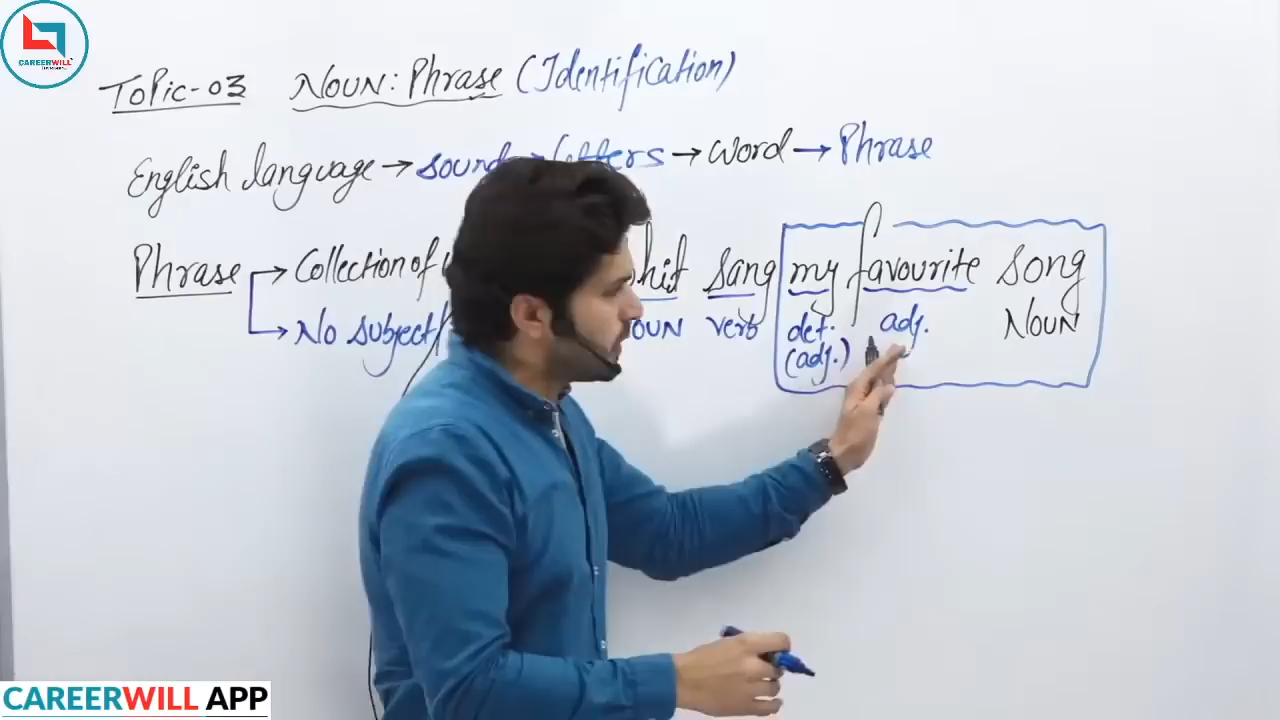 CAREERWILL
Topic-03 Noun: Phrase (Identification)
English language → sound → letters → word → Phrase
Phrase → Collection of hit sang my favourite song
→ No subject/ noun verb det. adj. Noun
(adj.)
CAREERWILL APP